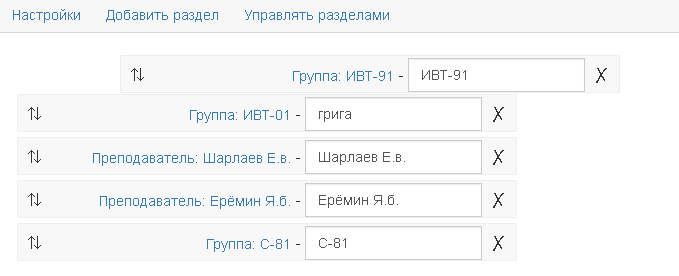 Настройки Добавить раздел Управлять разделами
Группа: ИВТ-91 - ИВТ-91
Группа: ИВТ-01 - грига
Преподаватель: Шарлаев Е.в. - Шарлаев Е.в.
Преподаватель: Ерёмин Я.б. - Ерёмин Я.б.
Группа: С-81 - С-81